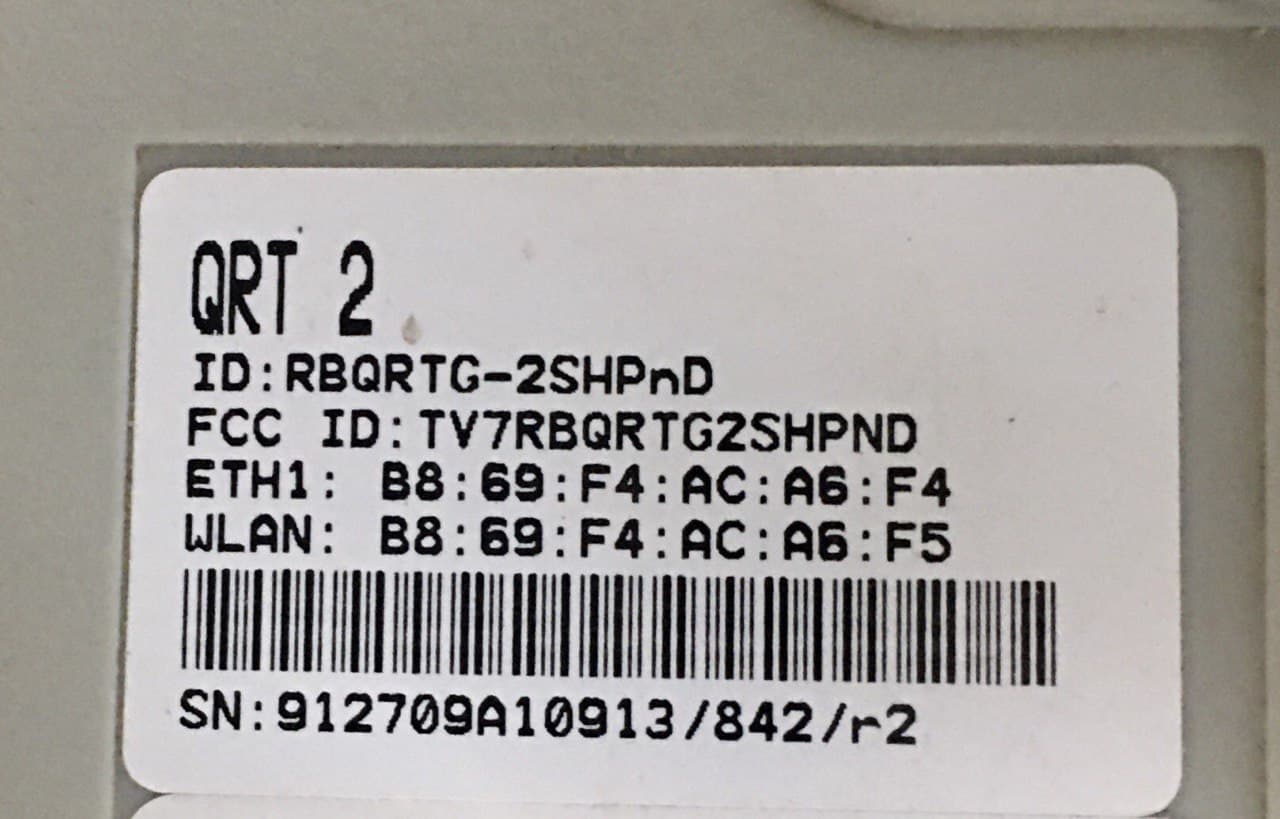 QRT 2
ID:RBQRTG-2SHPnD
FCC ID:TV7RBQRTG2SHPND
ETH1: B8:69:F4:AC:A6:F4
WLAN: B8:69:F4:AC:A6:F5
SN:912709A10913/842/r2